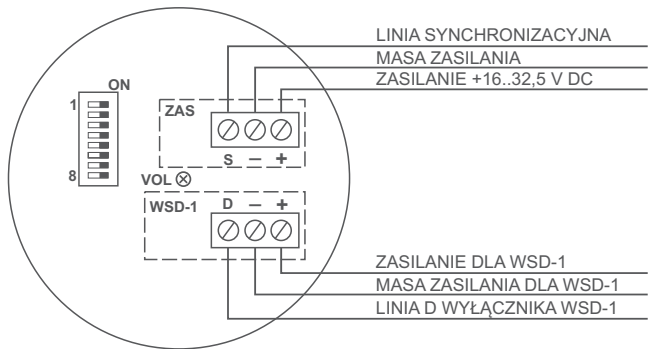 LINIA SYNCHRONIZACYJNA
MASA ZASILANIA
ZASILANIE +16..32,5 V DC
ON
1
8
ZAS
S – +
VOL
WSD-1
D – +
ZASILANIE DLA WSD-1
MASA ZASILANIA DLA WSD-1
LINIA D WYŁĄCZNIKA WSD-1